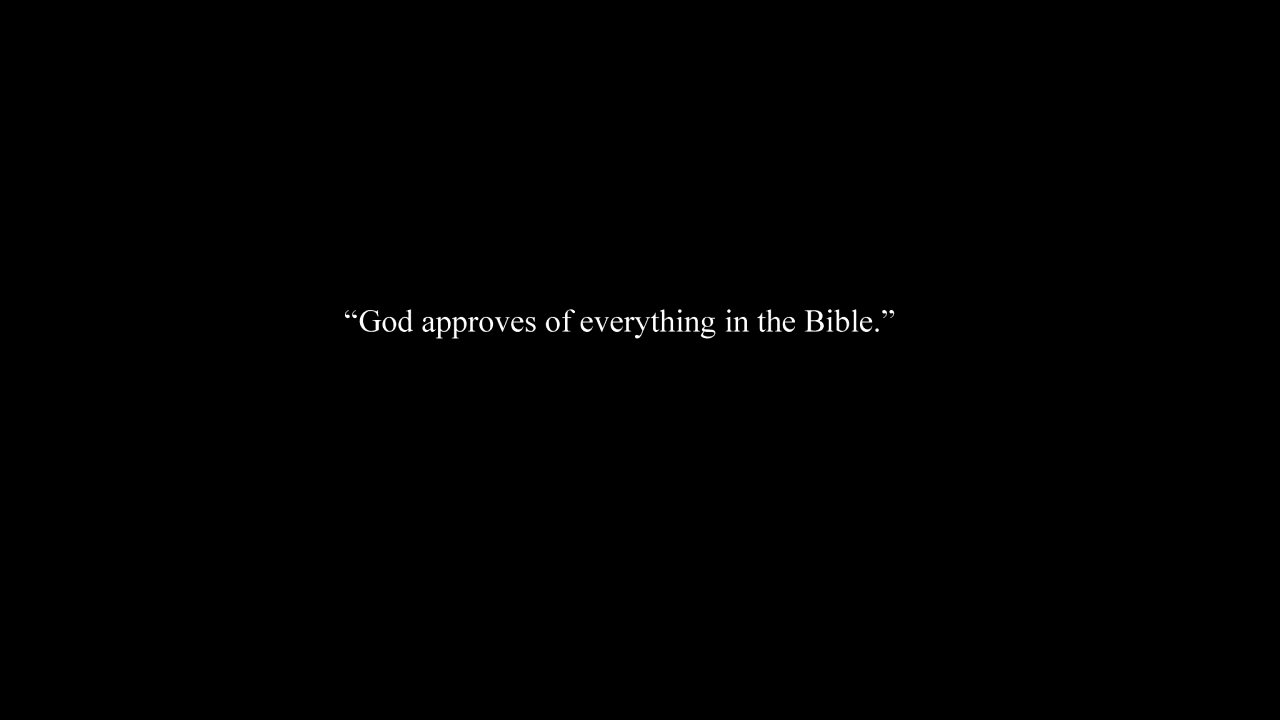 “God approves of everything in the Bible.”